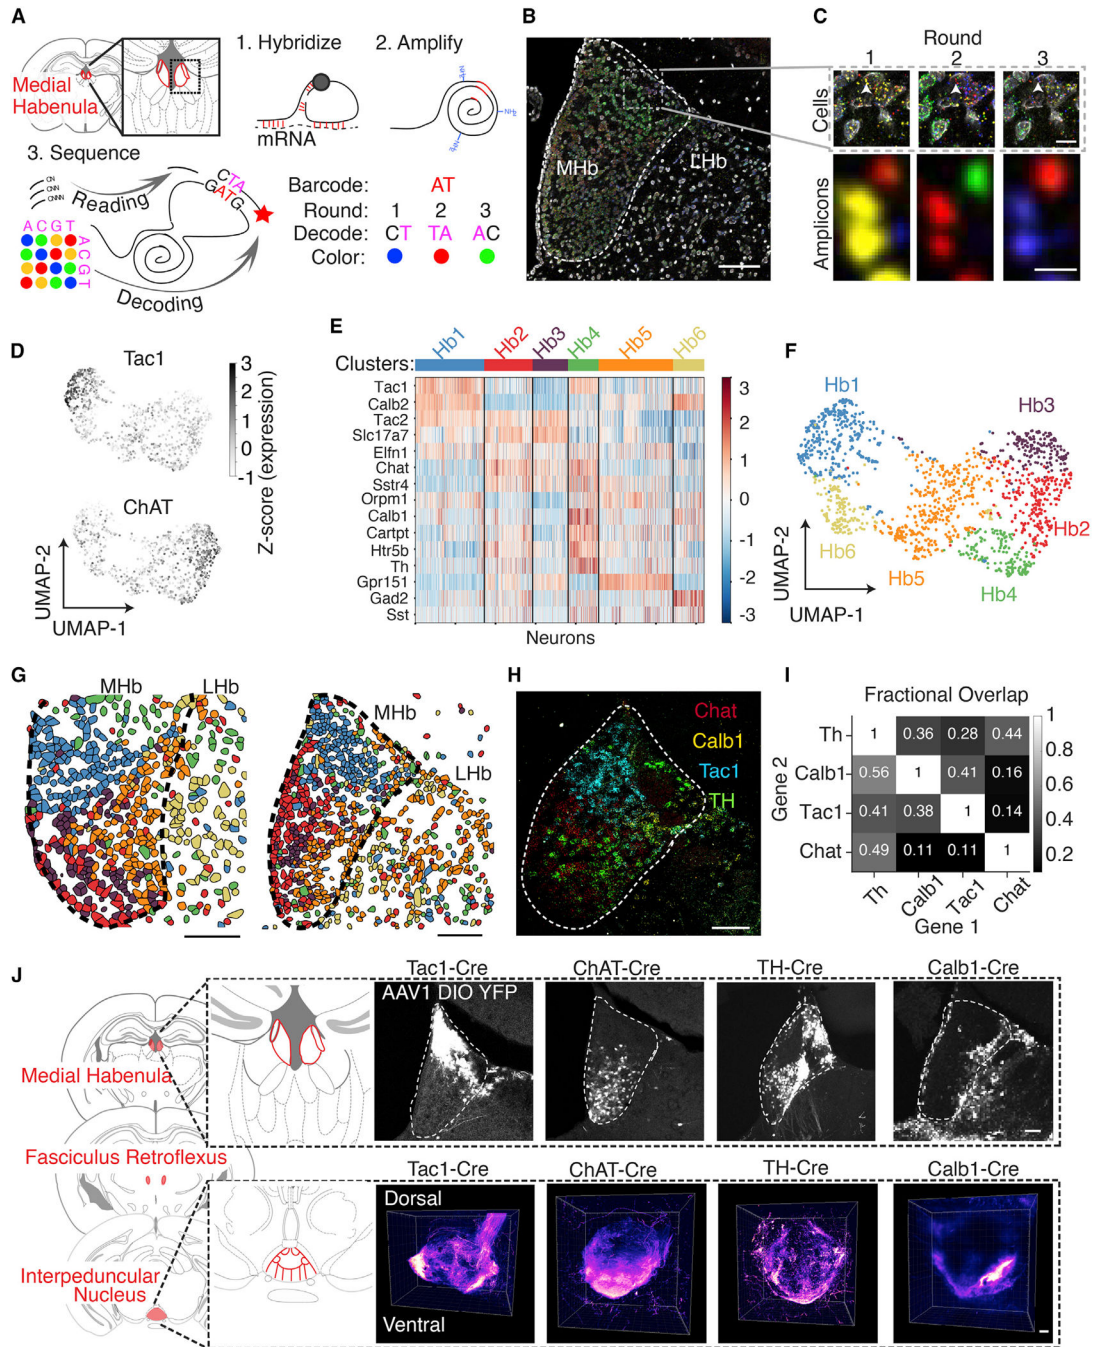 A
Medial
Habenula
1. Hybridize
mRNA
2. Amplify
NH₂
3. Sequence
CN
CNN
CNNN
Reading
CTA
GATG
A C G T
A
C
G
T
Decoding
Barcode: AT
Round: 1 2 3
Decode: CT TA AC
Color:
B
MHb
LHb
C
Round
1 2 3
Cells
Amplicons
D
Tac1
ChAT
3
2
1
0
-1
Z-score (expression)
UMAP-2
UMAP-1
E
Clusters: Hb1 Hb2 Hb3 Hb4 Hb5 Hb6
Tac1
Calb2
Tac2
Slc17a7
Elfn1
Chat
Sstr4
Orpm1
Calb1
Cartpt
Htr5b
Th
Gpr151
Gad2
Sst
Neurons
3
2
1
0
-1
-2
-3
F
Hb1
Hb3
Hb2
Hb6
Hb5
Hb4
UMAP-2
UMAP-1
G
MHb LHb
MHb
LHb
H
Chat
Calb1
Tac1
TH
I
Fractional Overlap
Th 1 0.36 0.28 0.44
Calb1 0.56 1 0.41 0.16
Tac1 0.41 0.38 1 0.14
Chat 0.49 0.11 0.11 1
Th Calb1 Tac1 Chat
Gene 2
Gene 1
1
0.8
0.6
0.4
0.2
J
Medial Habenula
Fasciculus Retroflexus
Interpeduncular
Nucleus
Tac1-Cre ChAT-Cre TH-Cre Calb1-Cre
AAV1 DIO YFP
Tac1-Cre ChAT-Cre TH-Cre Calb1-Cre
Dorsal
Ventral